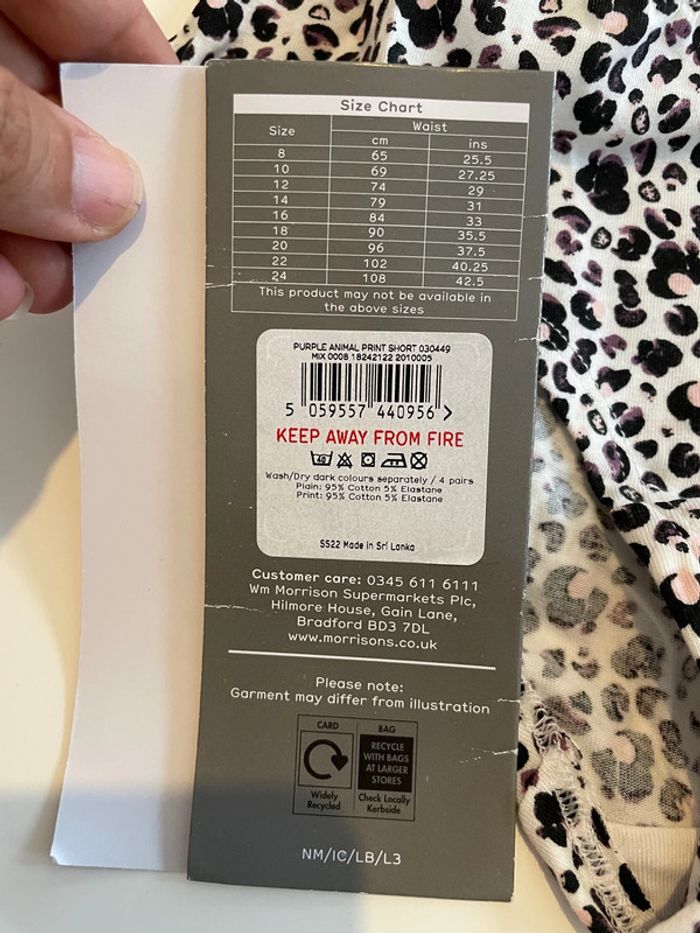 Size Chart
Size Waist
cm ins
8 65 25.5
10 69 27.25
12 74 29
14 79 31
16 84 33
18 90 35.5
20 96 37.5
22 102 40.25
24 108 42.5
This product may not be available in
the above sizes
PURPLE ANIMAL PRINT SHORT 030449
MIX 0008 18242122 2010005
5 059557 440956 >
KEEP AWAY FROM FIRE
40
Wash/Dry dark colours separately / 4 pairs
Plain: 95% Cotton 5% Elastane
Print: 95% Cotton 5% Elastane
SS22 Made in Sri Lanka
Customer care: 0345 611 6111
Wm Morrison Supermarkets Plc,
Hilmore House, Gain Lane,
Bradford BD3 7DL
www.morrisons.co.uk
Please note:
Garment may differ from illustration
CARD
Widely
Recycled
BAG
RECYCLE
WITH BAGS
AT LARGER
STORES
Check Locally
Kerbside
NM/IC/LB/L3